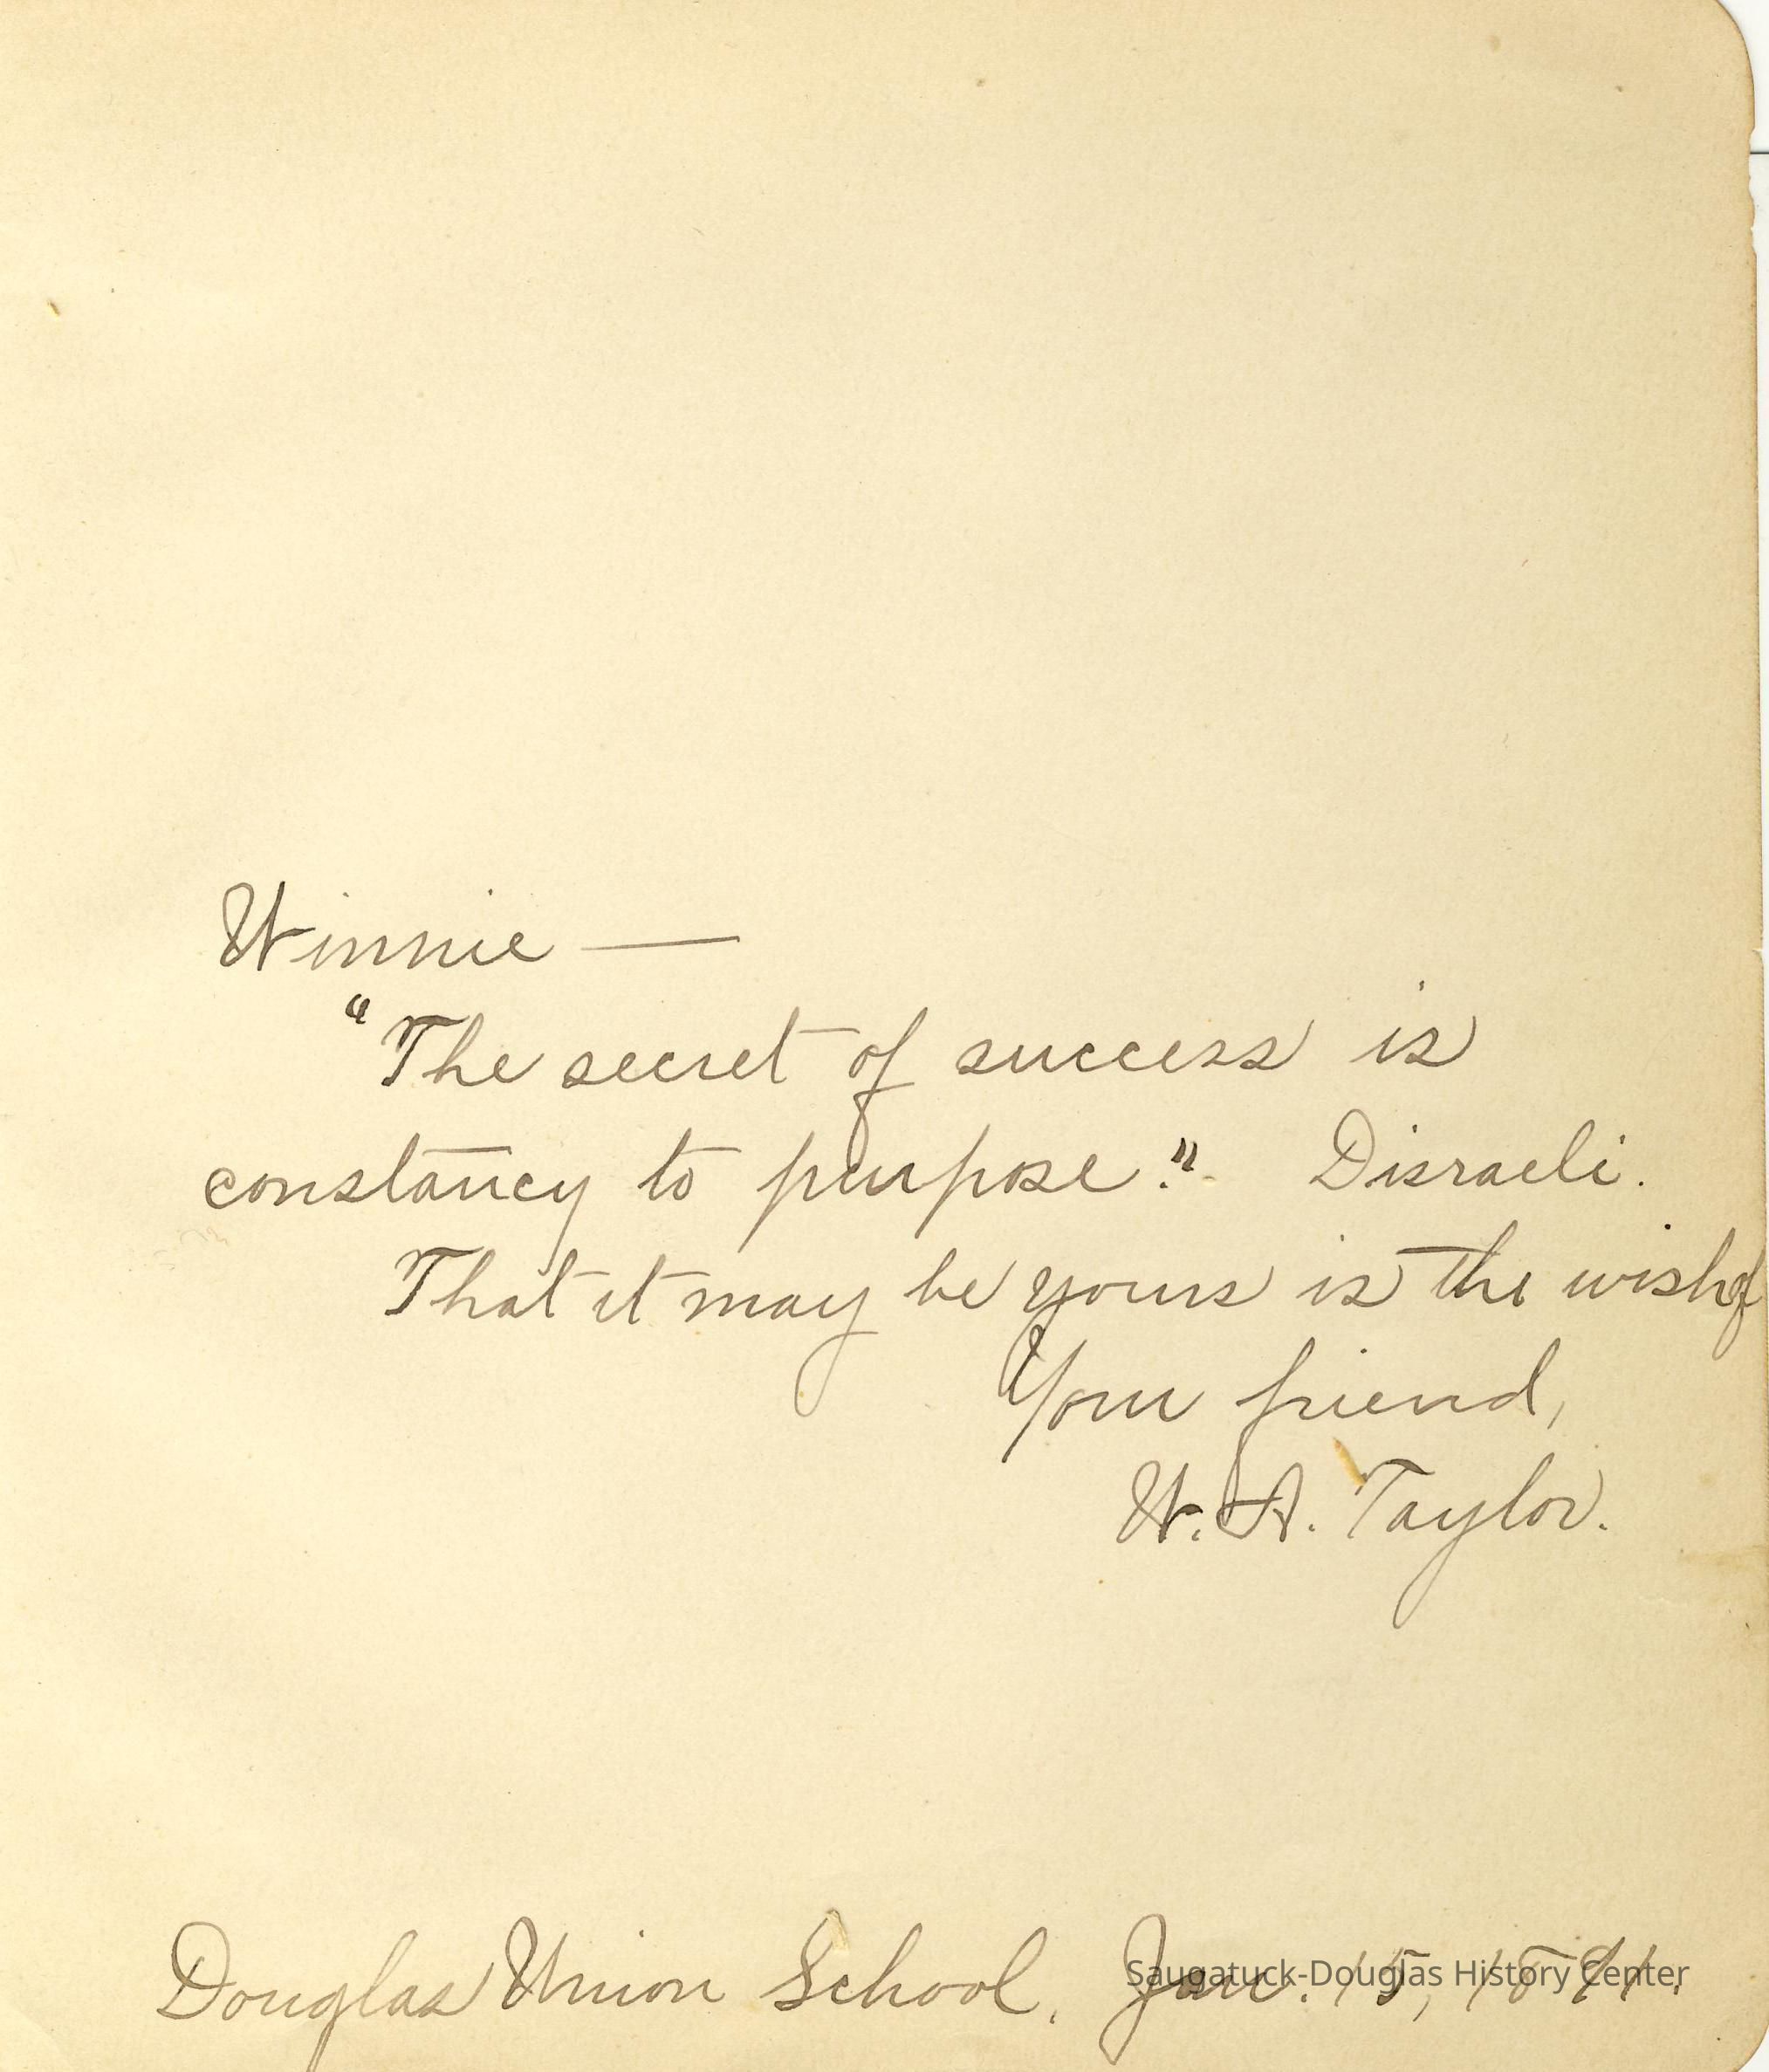 Winnie —
"The secret of success is
constancy to purpose." Disraeli.
That it may be yours is the wish of
Your friend,
W. A. Taylor.
Douglas Union School. Jan. 15, 1891.
Saugatuck-Douglas History Center